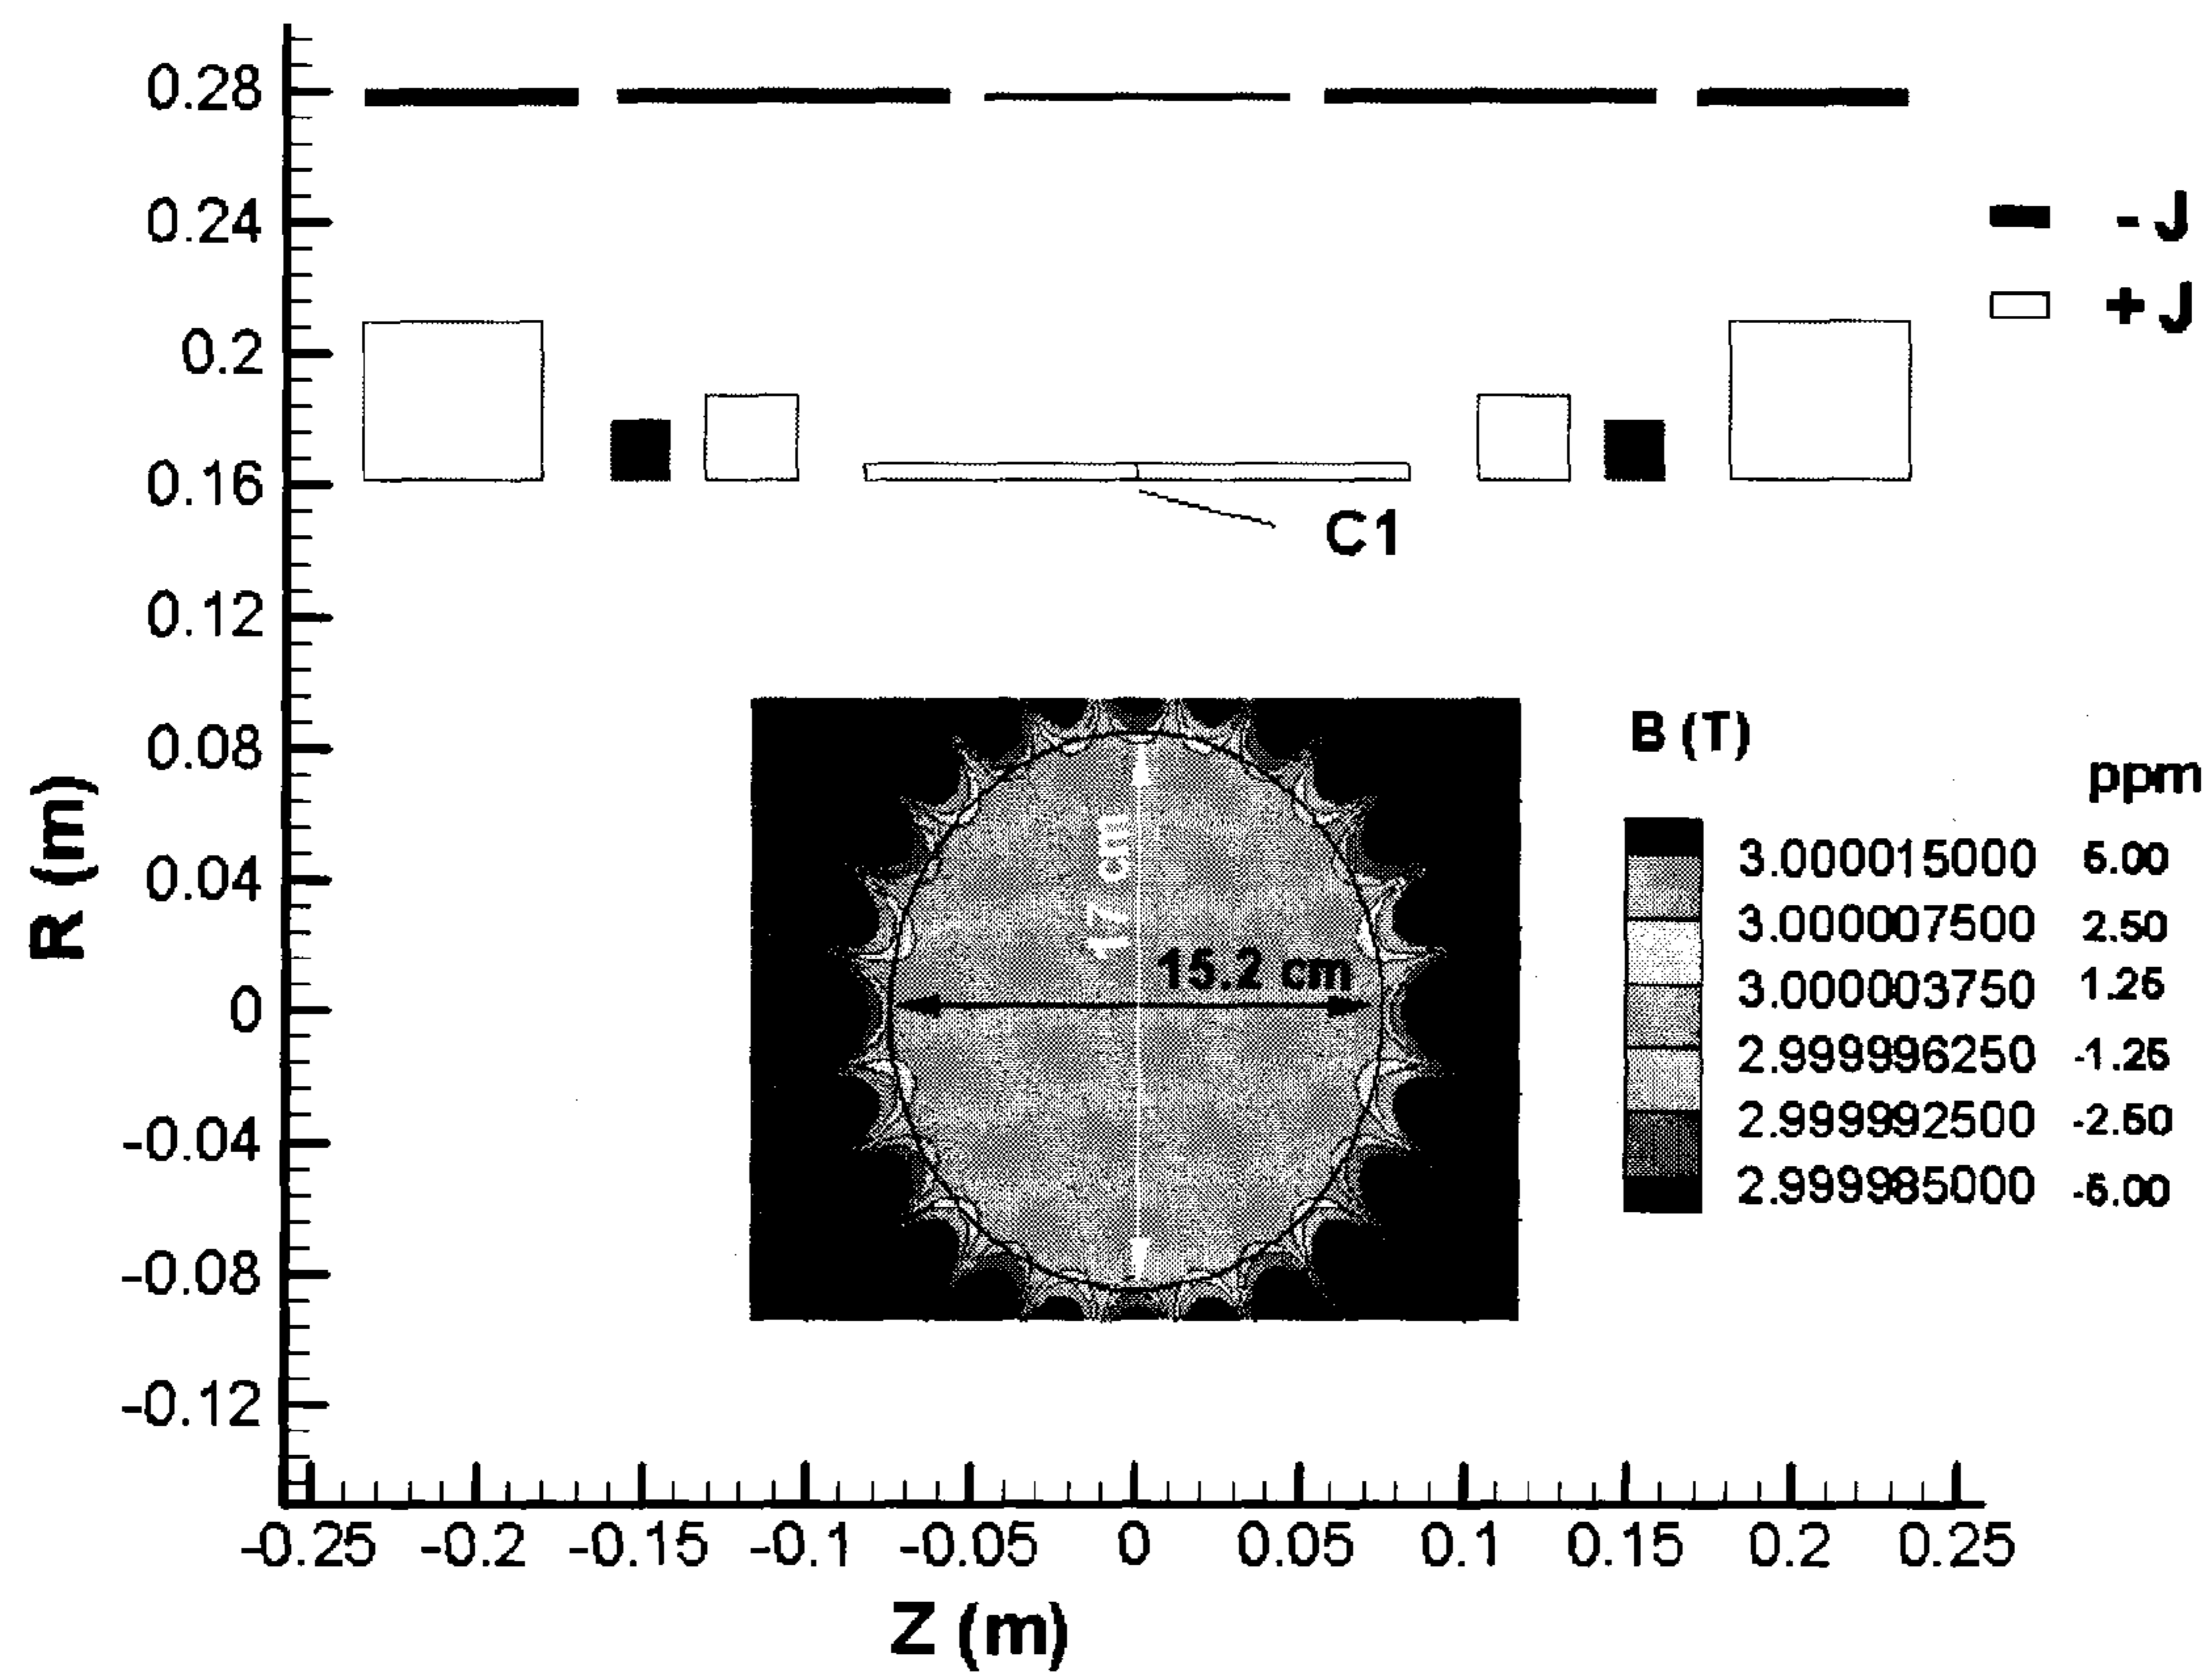 0.28
0.24
0.2
0.16
0.12
0.08
0.04
0
-0.04
-0.08
-0.12
R (m)
-J
+J
C1
17 cm
15.2 cm
B (T) ppm
3.000015000 5.00
3.000007500 2.50
3.000003750 1.25
2.999996250 -1.25
2.999992500 -2.50
2.999985000 -5.00
-0.25 -0.2 -0.15 -0.1 -0.05 0 0.05 0.1 0.15 0.2 0.25
Z (m)